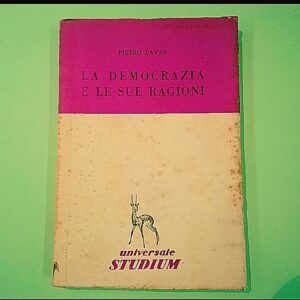 PIETRO PAVAN
LA DEMOCRAZIA
E LE SUE RAGIONI
universale
STUDIUM